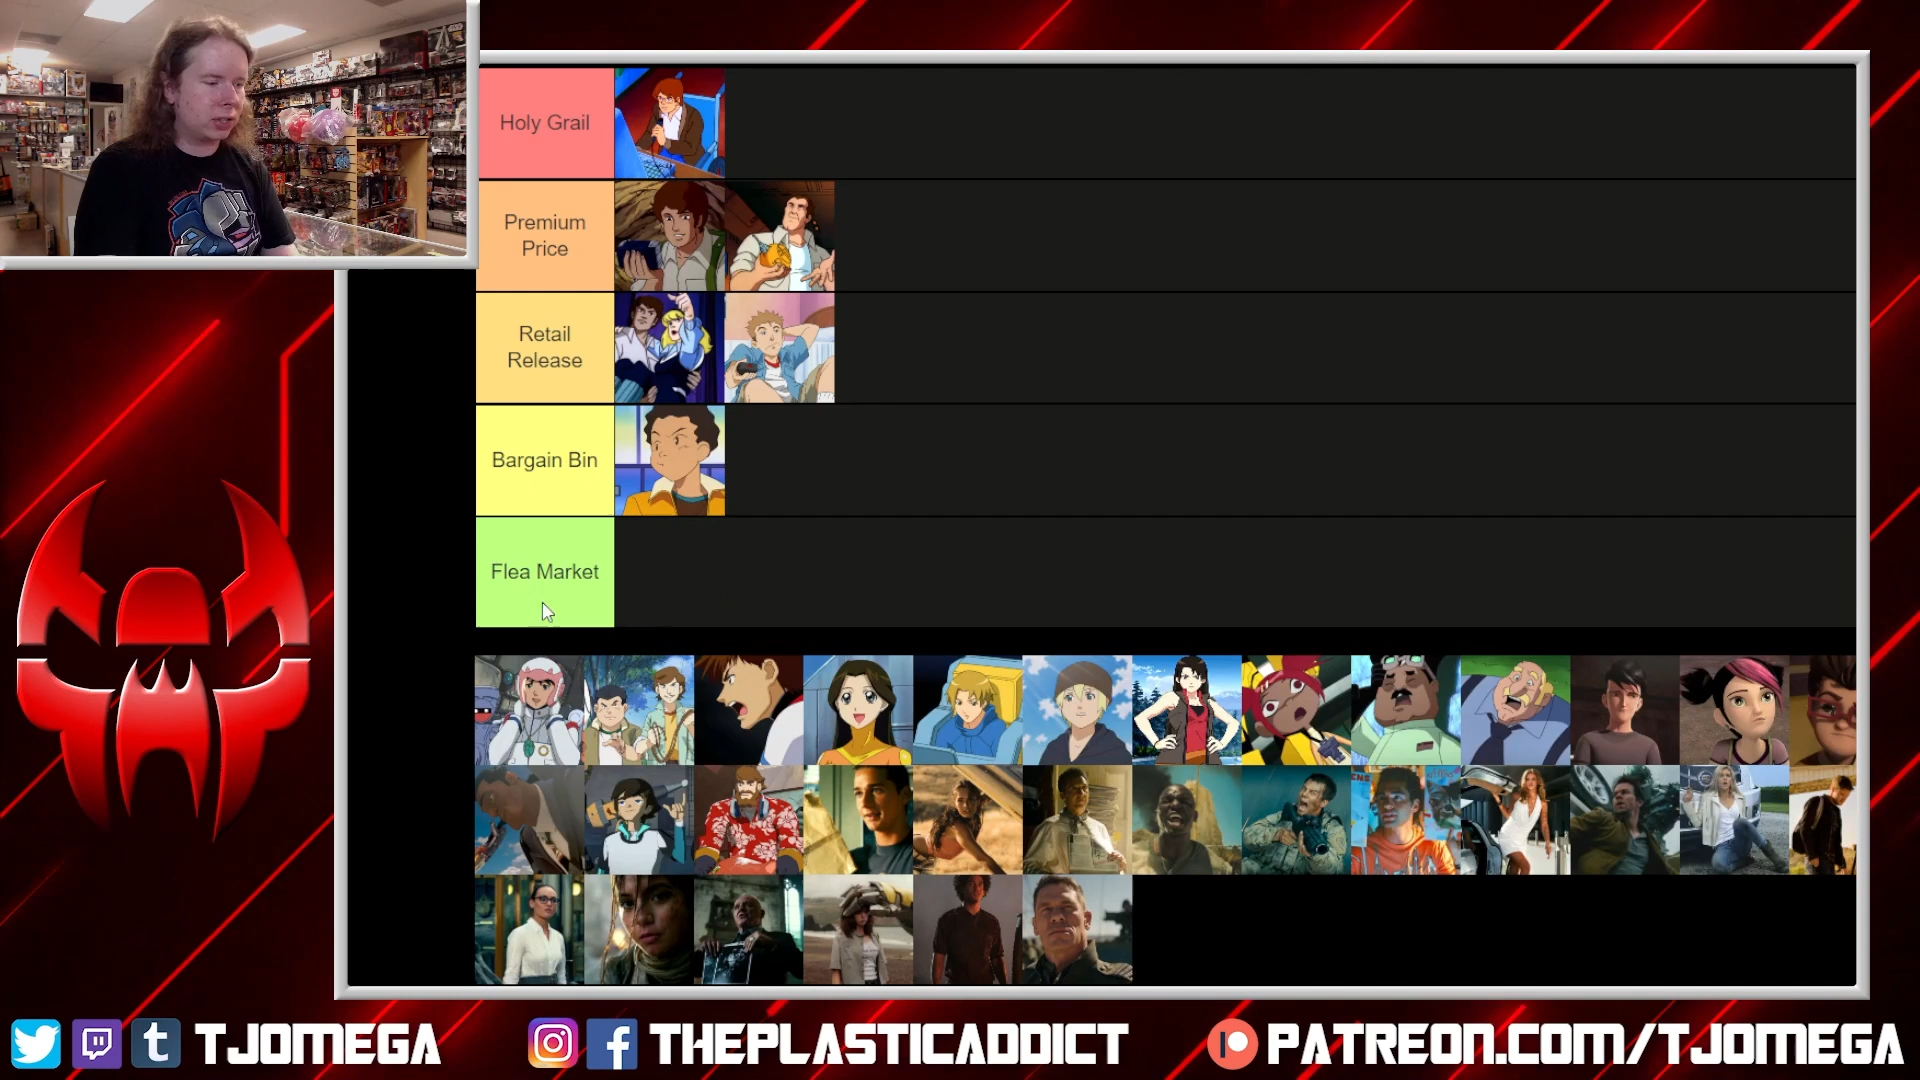 Holy Grail
Premium
Price
Retail
Release
Bargain Bin
Flea Market
TJOMEGA
THEPLASTICADDICT
PATREON.COM/TJOMEGA